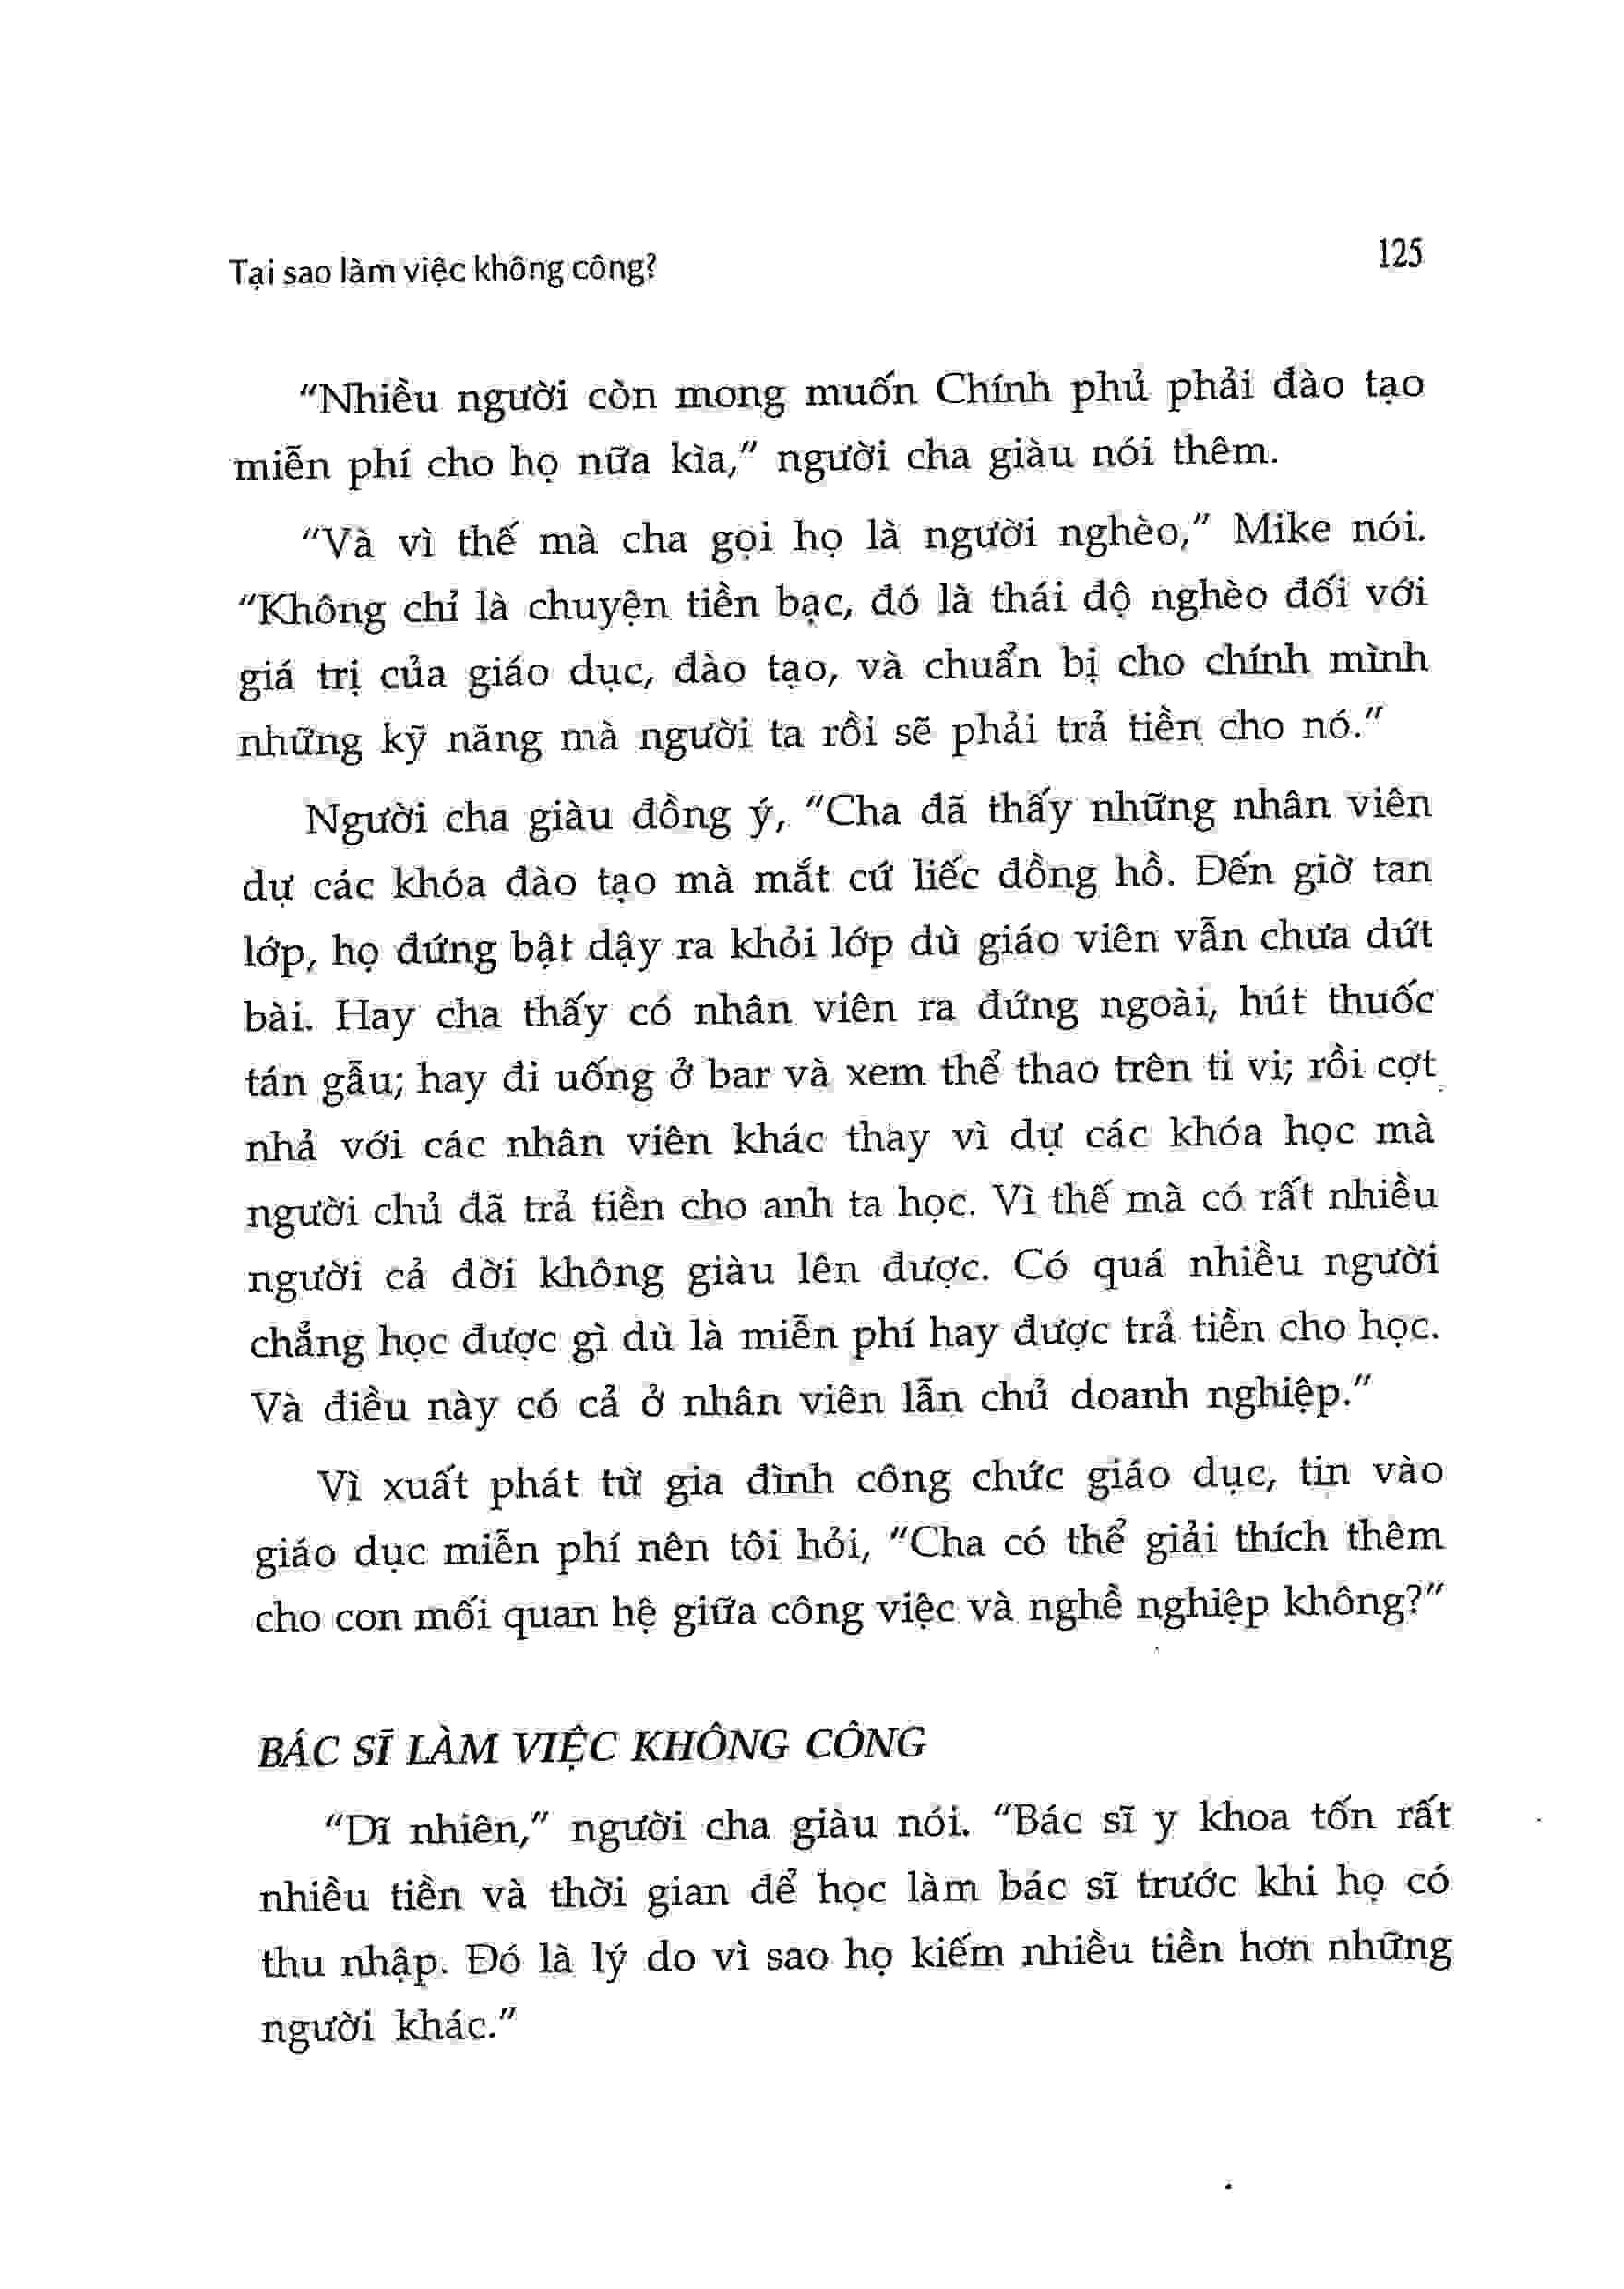 Tại sao làm việc không công?
125
“Nhiều người còn mong muốn Chính phủ phải đào tạo
miễn phí cho họ nữa kìa,” người cha giàu nói thêm.
“Và vì thế mà cha gọi họ là người nghèo,” Mike nói.
“Không chỉ là chuyện tiền bạc, đó là thái độ nghèo đối với
giá trị của giáo dục, đào tạo, và chuẩn bị cho chính mình
những kỹ năng mà người ta rồi sẽ phải trả tiền cho nó.”
Người cha giàu đồng ý, “Cha đã thấy những nhân viên
dự các khóa đào tạo mà mắt cứ liếc đồng hồ. Đến giờ tan
lớp, họ đứng bật dậy ra khỏi lớp dù giáo viên vẫn chưa dứt
bài. Hay cha thấy có nhân viên ra đứng ngoài, hút thuốc
tán gẫu; hay đi uống ở bar và xem thể thao trên ti vi; rồi cợt
nhả với các nhân viên khác thay vì dự các khóa học mà
người chủ đã trả tiền cho anh ta học. Vì thế mà có rất nhiều
người cả đời không giàu lên được. Có quá nhiều người
chẳng học được gì dù là miễn phí hay được trả tiền cho học.
Và điều này có cả ở nhân viên lẫn chủ doanh nghiệp.”
Vì xuất phát từ gia đình công chức giáo dục, tin vào
giáo dục miễn phí nên tôi hỏi, “Cha có thể giải thích thêm
cho con mối quan hệ giữa công việc và nghề nghiệp không?”
BÁC SĨ LÀM VIỆC KHÔNG CÔNG
“Dĩ nhiên,” người cha giàu nói. “Bác sĩ y khoa tốn rất
nhiều tiền và thời gian để học làm bác sĩ trước khi họ có
thu nhập. Đó là lý do vì sao họ kiếm nhiều tiền hơn những
người khác.”